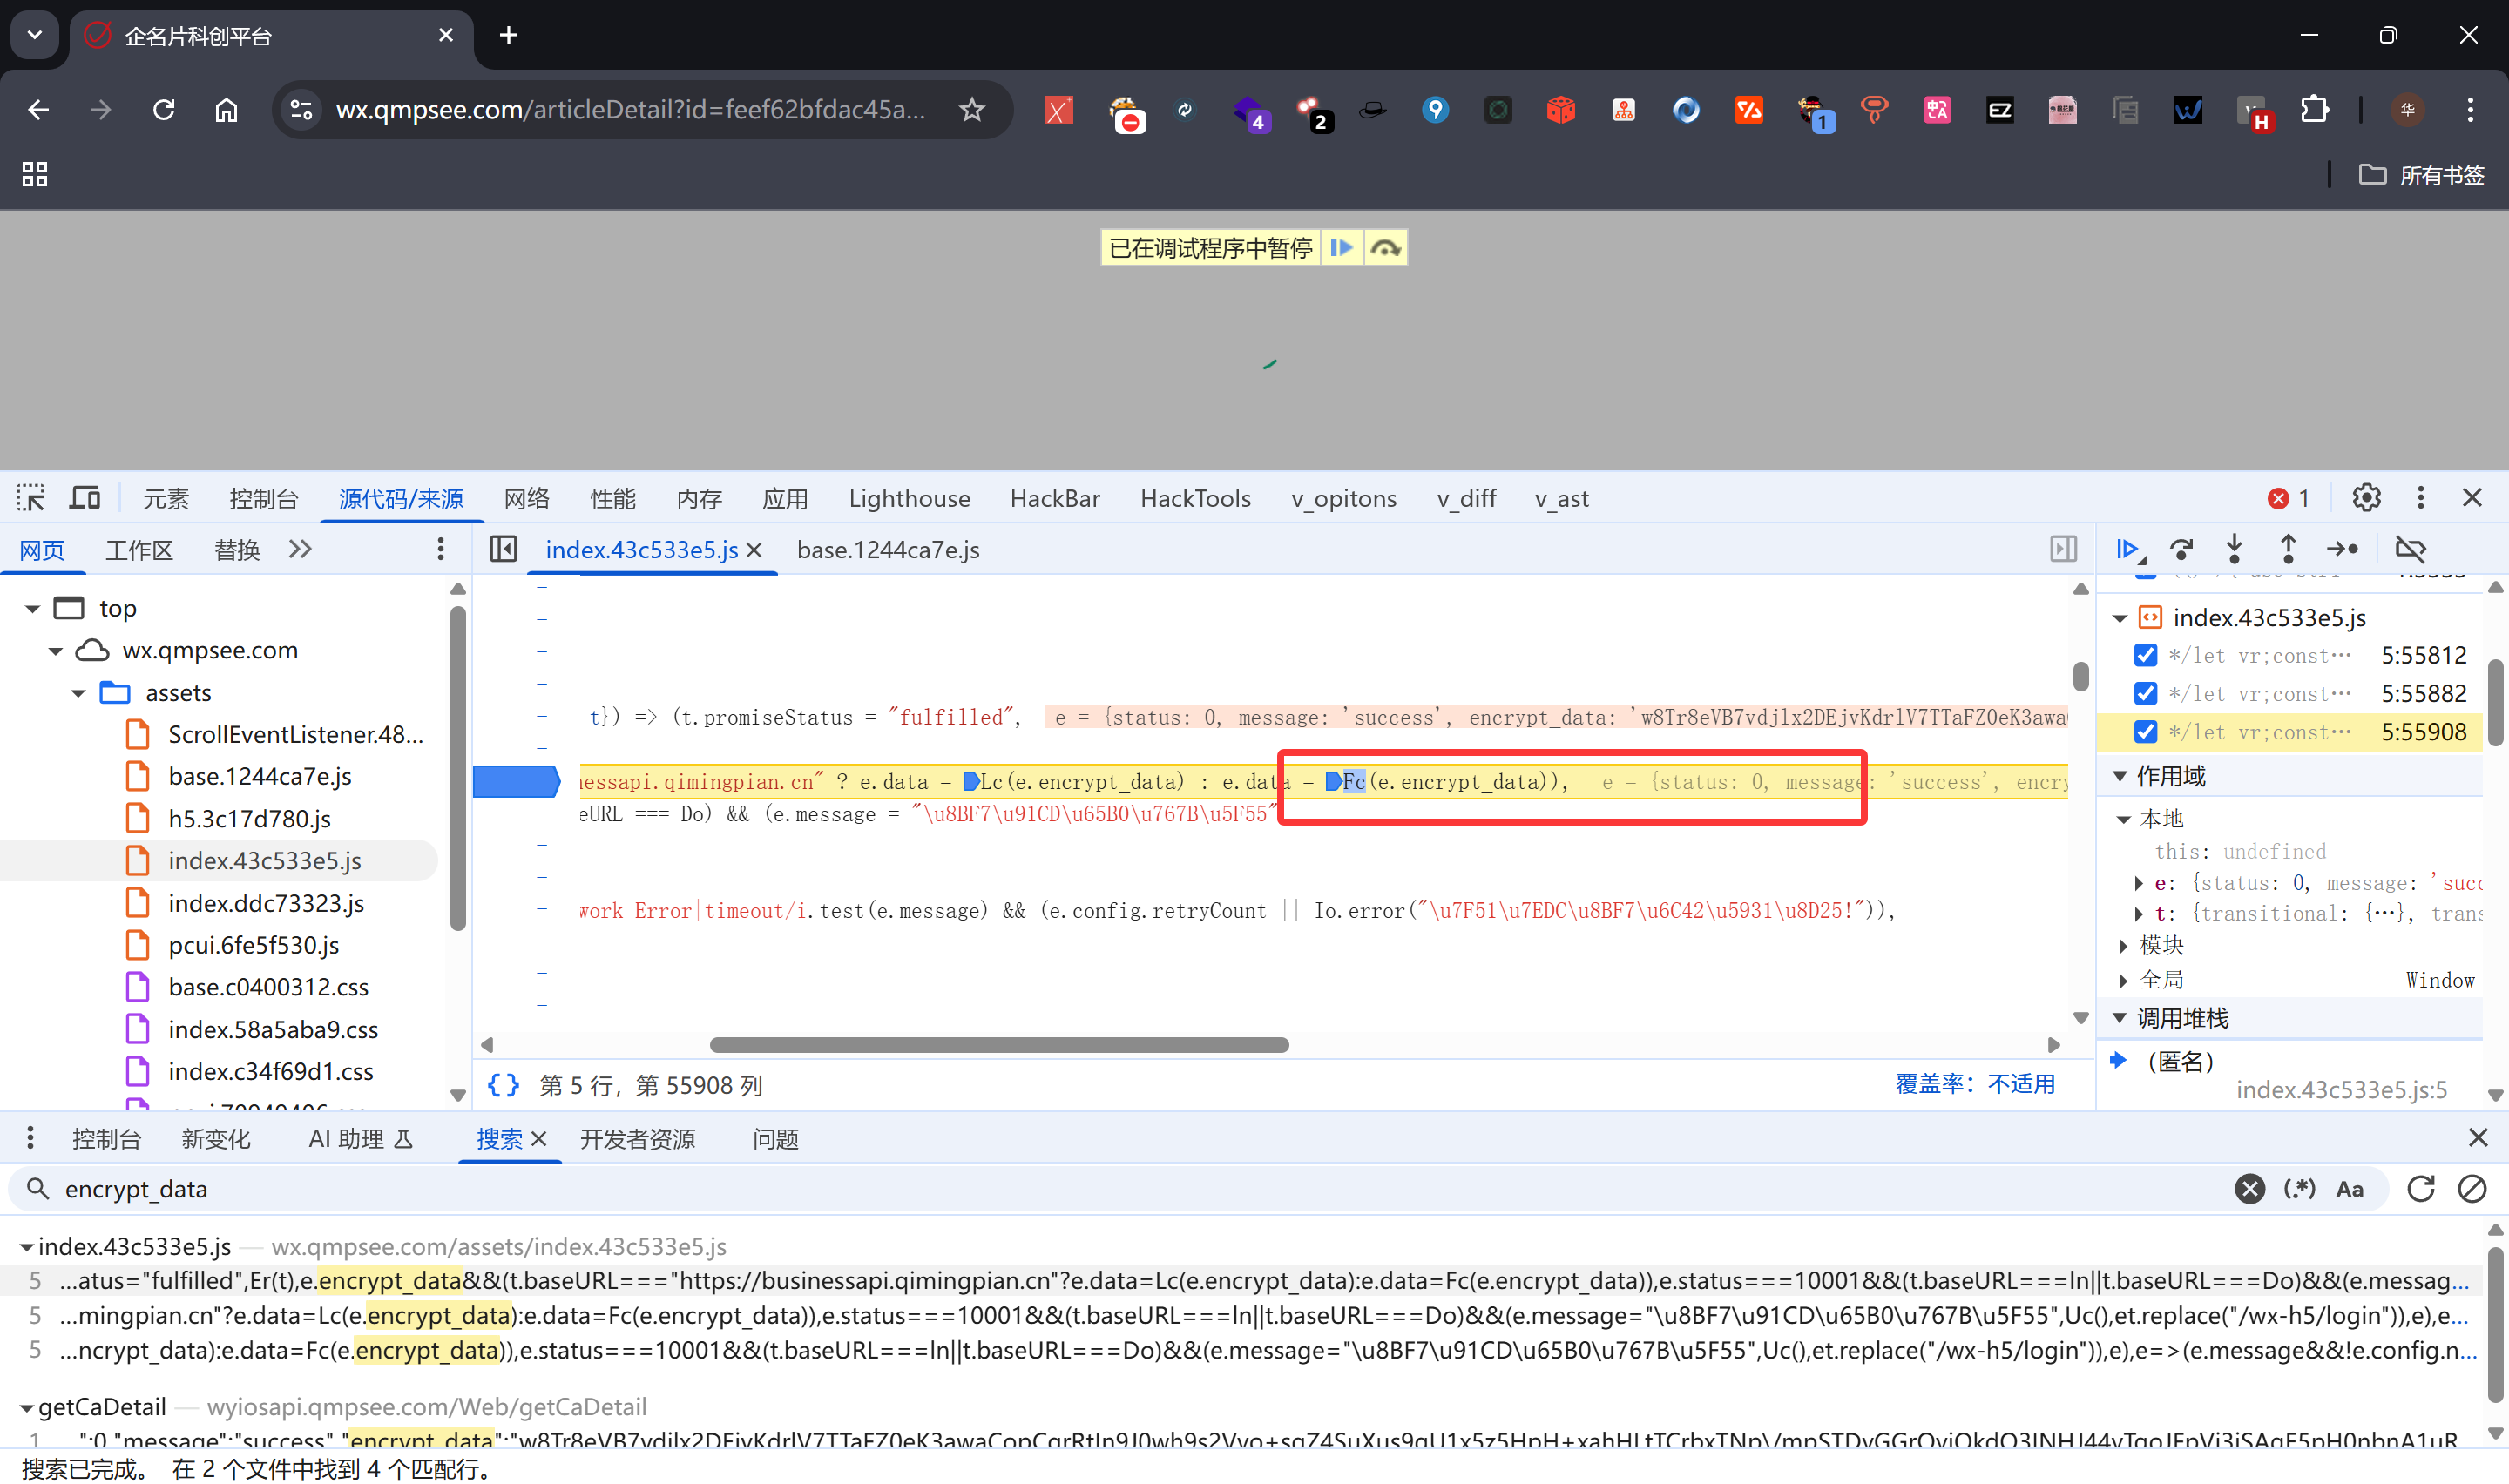 企名片科创平台
wx.qmpsee.com/articleDetail?id=feef62bfdac45a...
4
2
1
H
华
所有书签
已在调试程序中暂停
元素 控制台 源代码/来源 网络 性能 内存 应用 Lighthouse HackBar HackTools v_opitons v_diff v_ast 1
网页 工作区 替换 index.43c533e5.js base.1244ca7e.js
top
wx.qmpsee.com
assets
ScrollEventListener.48...
base.1244ca7e.js
h5.3c17d780.js
index.43c533e5.js
index.ddc73323.js
pcui.6fe5f530.js
base.c0400312.css
index.58a5aba9.css
index.c34f69d1.css
t}) => (t.promiseStatus = "fulfilled", e = {status: 0, message: 'success', encrypt_data: 'w8Tr8eVB7vdjlx2DEjvKdrlV7TTaFZ0eK3awa
essapi.qimingpian.cn" ? e.data = Lc(e.encrypt_data) : e.data = Fc(e.encrypt_data)), e = {status: 0, message: 'success', encry
eURL === Do) && (e.message = "\u8BF7\u91CD\u65B0\u767B\u5F55"
work Error|timeout/i.test(e.message) && (e.config.retryCount || Io.error("\u7F51\u7EDC\u8BF7\u6C42\u5931\u8D25!")),
第 5 行，第 55908 列
覆盖率：不适用
index.43c533e5.js
*/let vr;const… 5:55812
*/let vr;const… 5:55882
*/let vr;const… 5:55908
作用域
本地
this: undefined
e: {status: 0, message: 'succ
t: {transitional: {…}, trans
模块
全局 Window
调用堆栈
（匿名）
index.43c533e5.js:5
控制台 新变化 AI 助理 搜索 开发者资源 问题
encrypt_data
(.*) Aa
index.43c533e5.js — wx.qmpsee.com/assets/index.43c533e5.js
5 ...atus="fulfilled",Er(t),e.encrypt_data&&(t.baseURL==="https://businessapi.qimingpian.cn"?e.data=Lc(e.encrypt_data):e.data=Fc(e.encrypt_data)),e.status===10001&&(t.baseURL===ln||t.baseURL===Do)&&(e.messag...
5 ...mingpian.cn"?e.data=Lc(e.encrypt_data):e.data=Fc(e.encrypt_data)),e.status===10001&&(t.baseURL===ln||t.baseURL===Do)&&(e.message="\u8BF7\u91CD\u65B0\u767B\u5F55",Uc(),et.replace("/wx-h5/login")),e),e...
5 ...ncrypt_data):e.data=Fc(e.encrypt_data)),e.status===10001&&(t.baseURL===ln||t.baseURL===Do)&&(e.message="\u8BF7\u91CD\u65B0\u767B\u5F55",Uc(),et.replace("/wx-h5/login")),e),e=>(e.message&&!e.config.n...
getCaDetail — wyiosapi.qmpsee.com/Web/getCaDetail
1 ":0,"message":"success","encrypt_data":"w8Tr8eVB7vdjlx2DEjvKdrlV7TTaFZ0eK3awa
搜索已完成。 在 2 个文件中找到 4 个匹配行。